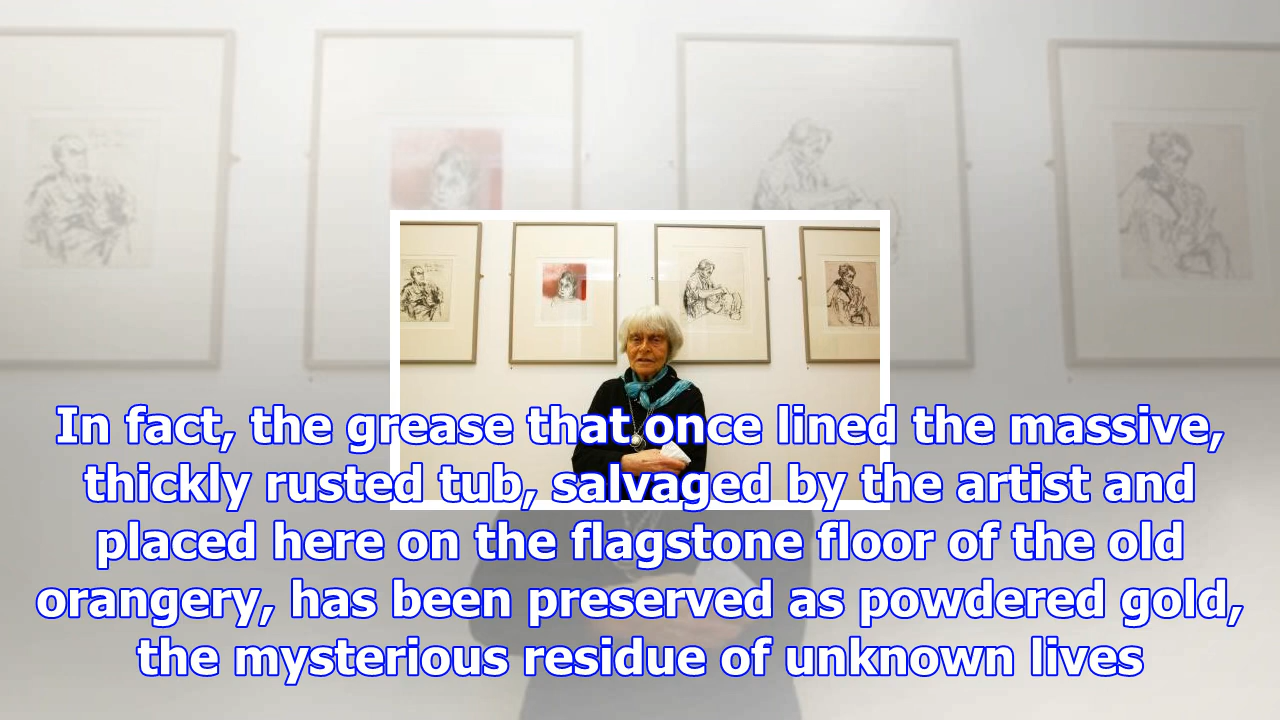 In fact, the grease that once lined the massive,
thickly rusted tub, salvaged by the artist and
placed here on the flagstone floor of the old
orangery, has been preserved as powdered gold,
the mysterious residue of unknown lives